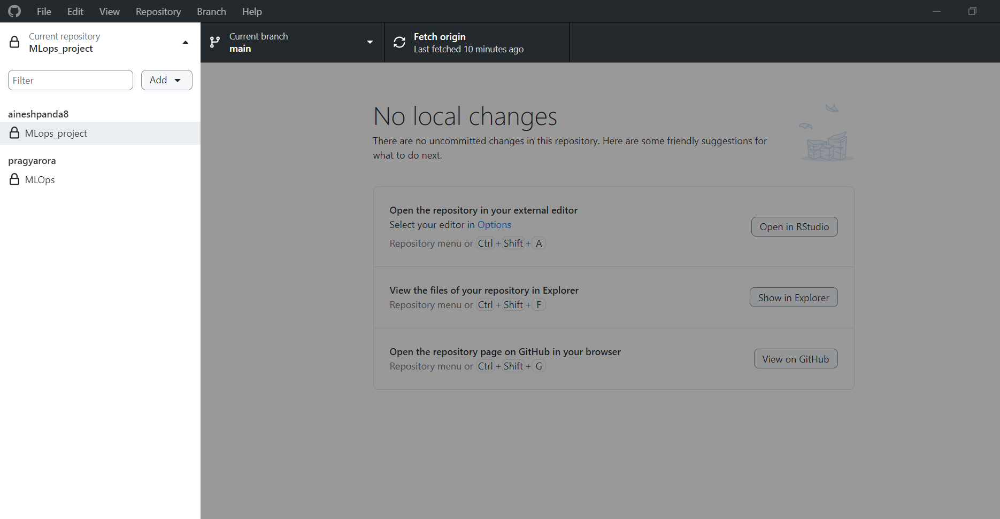 File Edit View Repository Branch Help
Current repository
MLops_project
Current branch
main
Fetch origin
Last fetched 10 minutes ago
Filter
Add
aineshpanda8
MLops_project
pragyarora
MLOps
No local changes
There are no uncommitted changes in this repository. Here are some friendly suggestions for
what to do next.
Open the repository in your external editor
Select your editor in Options
Repository menu or Ctrl + Shift + A
Open in RStudio
View the files of your repository in Explorer
Repository menu or Ctrl + Shift + F
Show in Explorer
Open the repository page on GitHub in your browser
Repository menu or Ctrl + Shift + G
View on GitHub